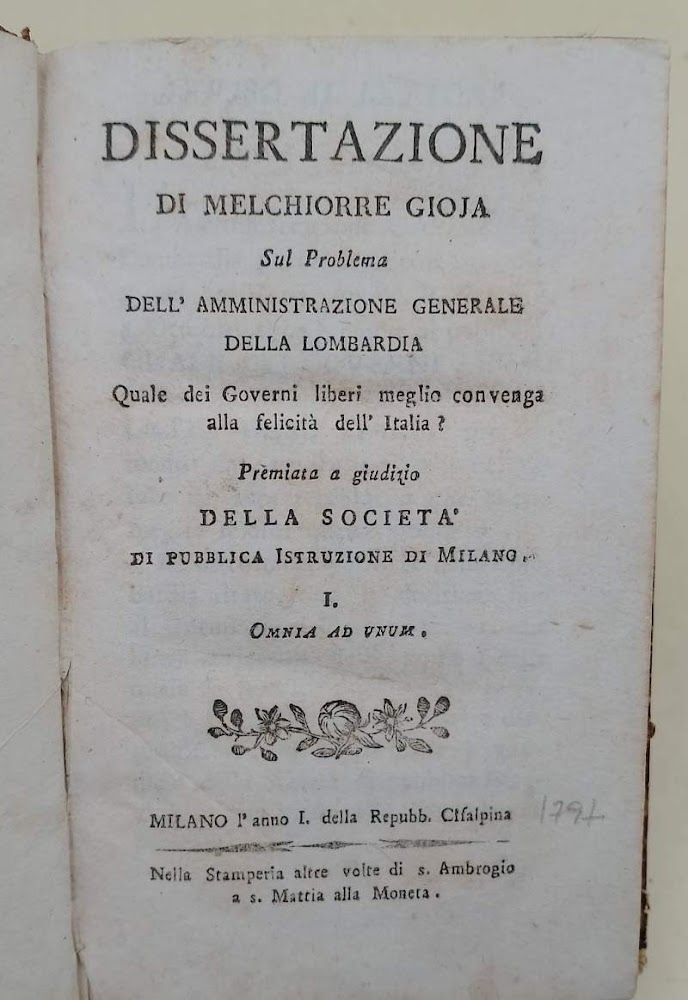 DISSERTAZIONE
DI MELCHIORRE GIOJA
Sul Problema
DELL' AMMINISTRAZIONE GENERALE
DELLA LOMBARDIA
Quale dei Governi liberi meglio convenga
alla felicità dell' Italia?
Premiata a giudizio
DELLA SOCIETA'
DI PUBBLICA ISTRUZIONE DI MILANO.
I.
OMNIA AD UNUM.
MILANO l'anno I. della Repubb. Cisalpina
1797
Nella Stamperia altre volte di s. Ambrogio
a s. Mattia alla Moneta.